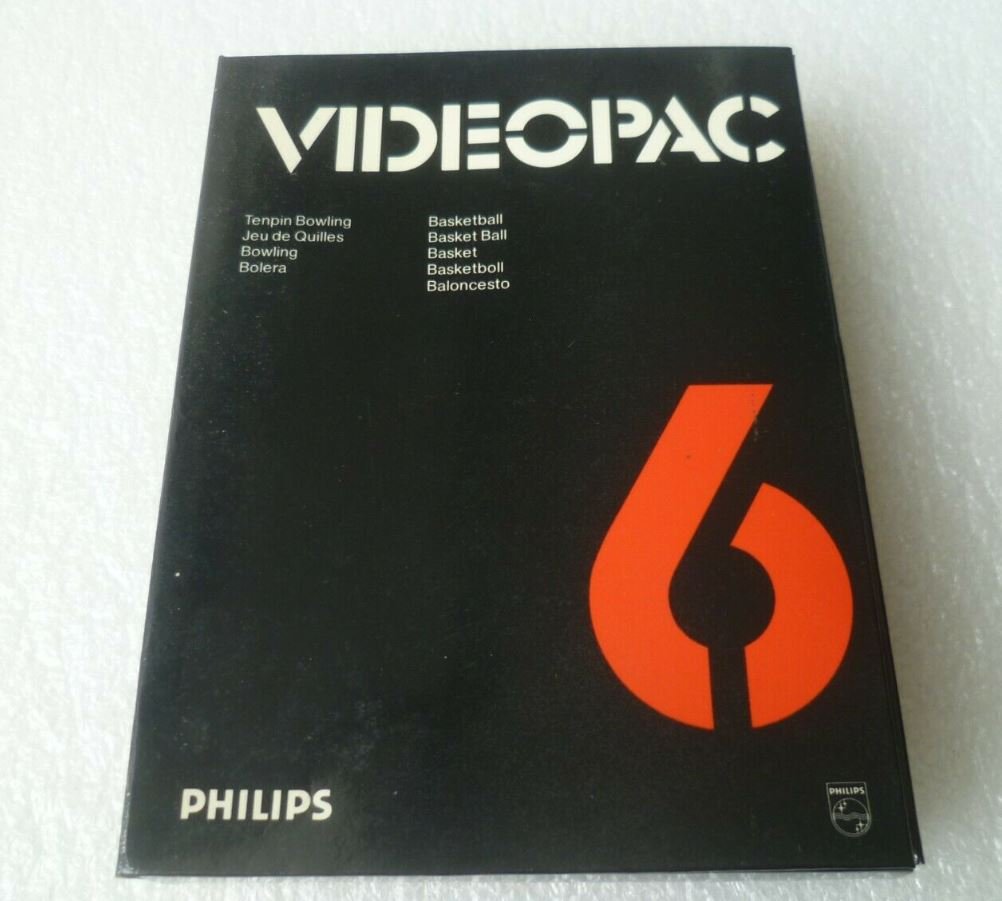 VIDEOPAC
Tenpin Bowling
Jeu de Quilles
Bowling
Bolera
Basketball
Basket Ball
Basket
Basketboll
Baloncesto
6
PHILIPS
PHILIPS